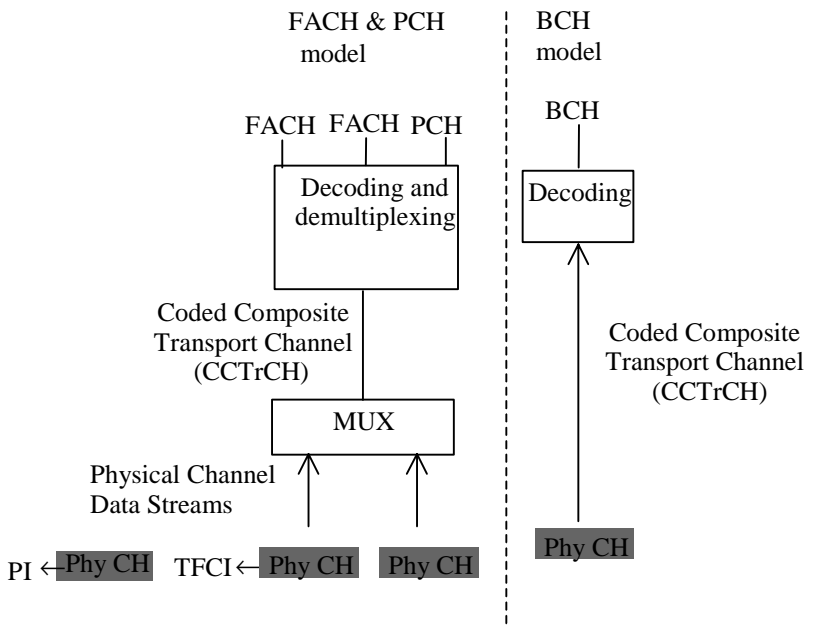 FACH & PCH
model
BCH
model
FACH
FACH
PCH
BCH
Decoding and
demultiplexing
Decoding
Coded Composite
Transport Channel
(CCTrCH)
Coded Composite
Transport Channel
(CCTrCH)
MUX
Physical Channel
Data Streams
PI ← Phy CH
TFCI ← Phy CH
Phy CH
Phy CH